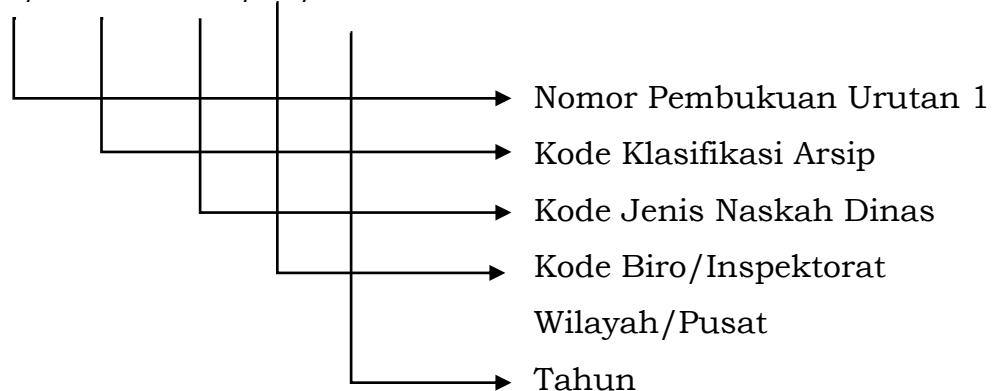 Nomor Pembukuan Urutan 1
Kode Klasifikasi Arsip
Kode Jenis Naskah Dinas
Kode Biro/Inspektorat
Wilayah/Pusat
Tahun